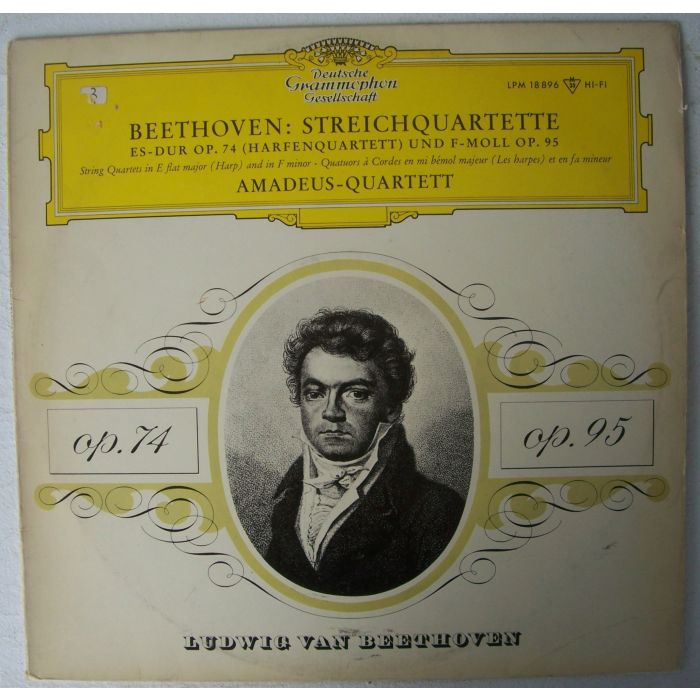 3
Deutsche
Grammophon
Gesellschaft
LPM 18 896 M 33 HI-FI
BEETHOVEN: STREICHQUARTETTE
ES-DUR OP. 74 (HARFENQUARTETT) UND F-MOLL OP. 95
String Quartets in E flat major (Harp) and in F minor - Quatuors à Cordes en mi bémol majeur (Les harpes) et en fa mineur
AMADEUS-QUARTETT
op. 74
op. 95
LUDWIG VAN BEETHOVEN